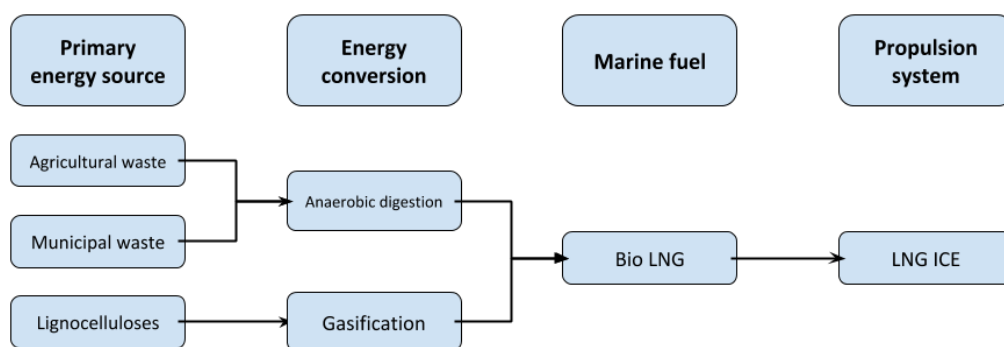 Primary
energy source
Energy
conversion
Marine fuel
Propulsion
system
Agricultural waste
Municipal waste
Lignocelluloses
Anaerobic digestion
Gasification
Bio LNG
LNG ICE